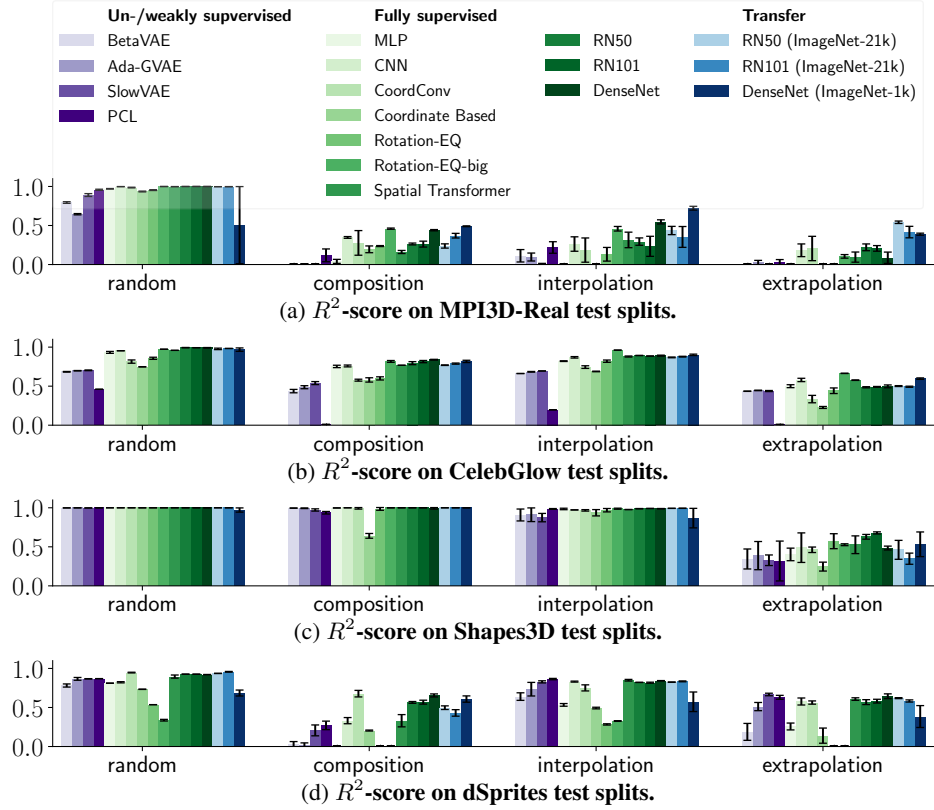 Un-/weakly supvervised
Fully supervised
Transfer
BetaVAE
MLP
RN50
RN50 (ImageNet-21k)
Ada-GVAE
CNN
RN101
RN101 (ImageNet-21k)
SlowVAE
CoordConv
DenseNet
DenseNet (ImageNet-1k)
PCL
Coordinate Based
Rotation-EQ
Rotation-EQ-big
Spatial Transformer
1.0
0.5
0.0
random
composition
interpolation
extrapolation
(a) R²-score on MPI3D-Real test splits.
1.0
0.5
0.0
random
composition
interpolation
extrapolation
(b) R²-score on CelebGlow test splits.
1.0
0.5
0.0
random
composition
interpolation
extrapolation
(c) R²-score on Shapes3D test splits.
1.0
0.5
0.0
random
composition
interpolation
extrapolation
(d) R²-score on dSprites test splits.